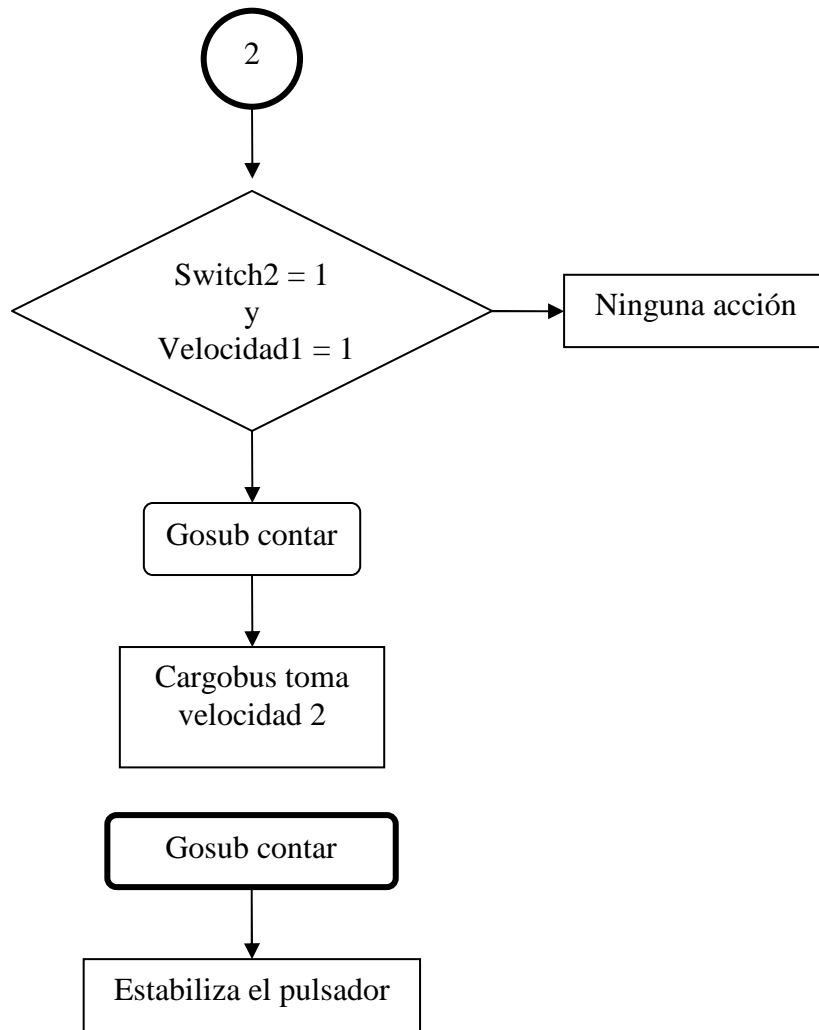 2
Switch2 = 1
y
Velocidad1 = 1
Ninguna acción
Gosub contar
Cargobus toma
velocidad 2
Gosub contar
Estabiliza el pulsador